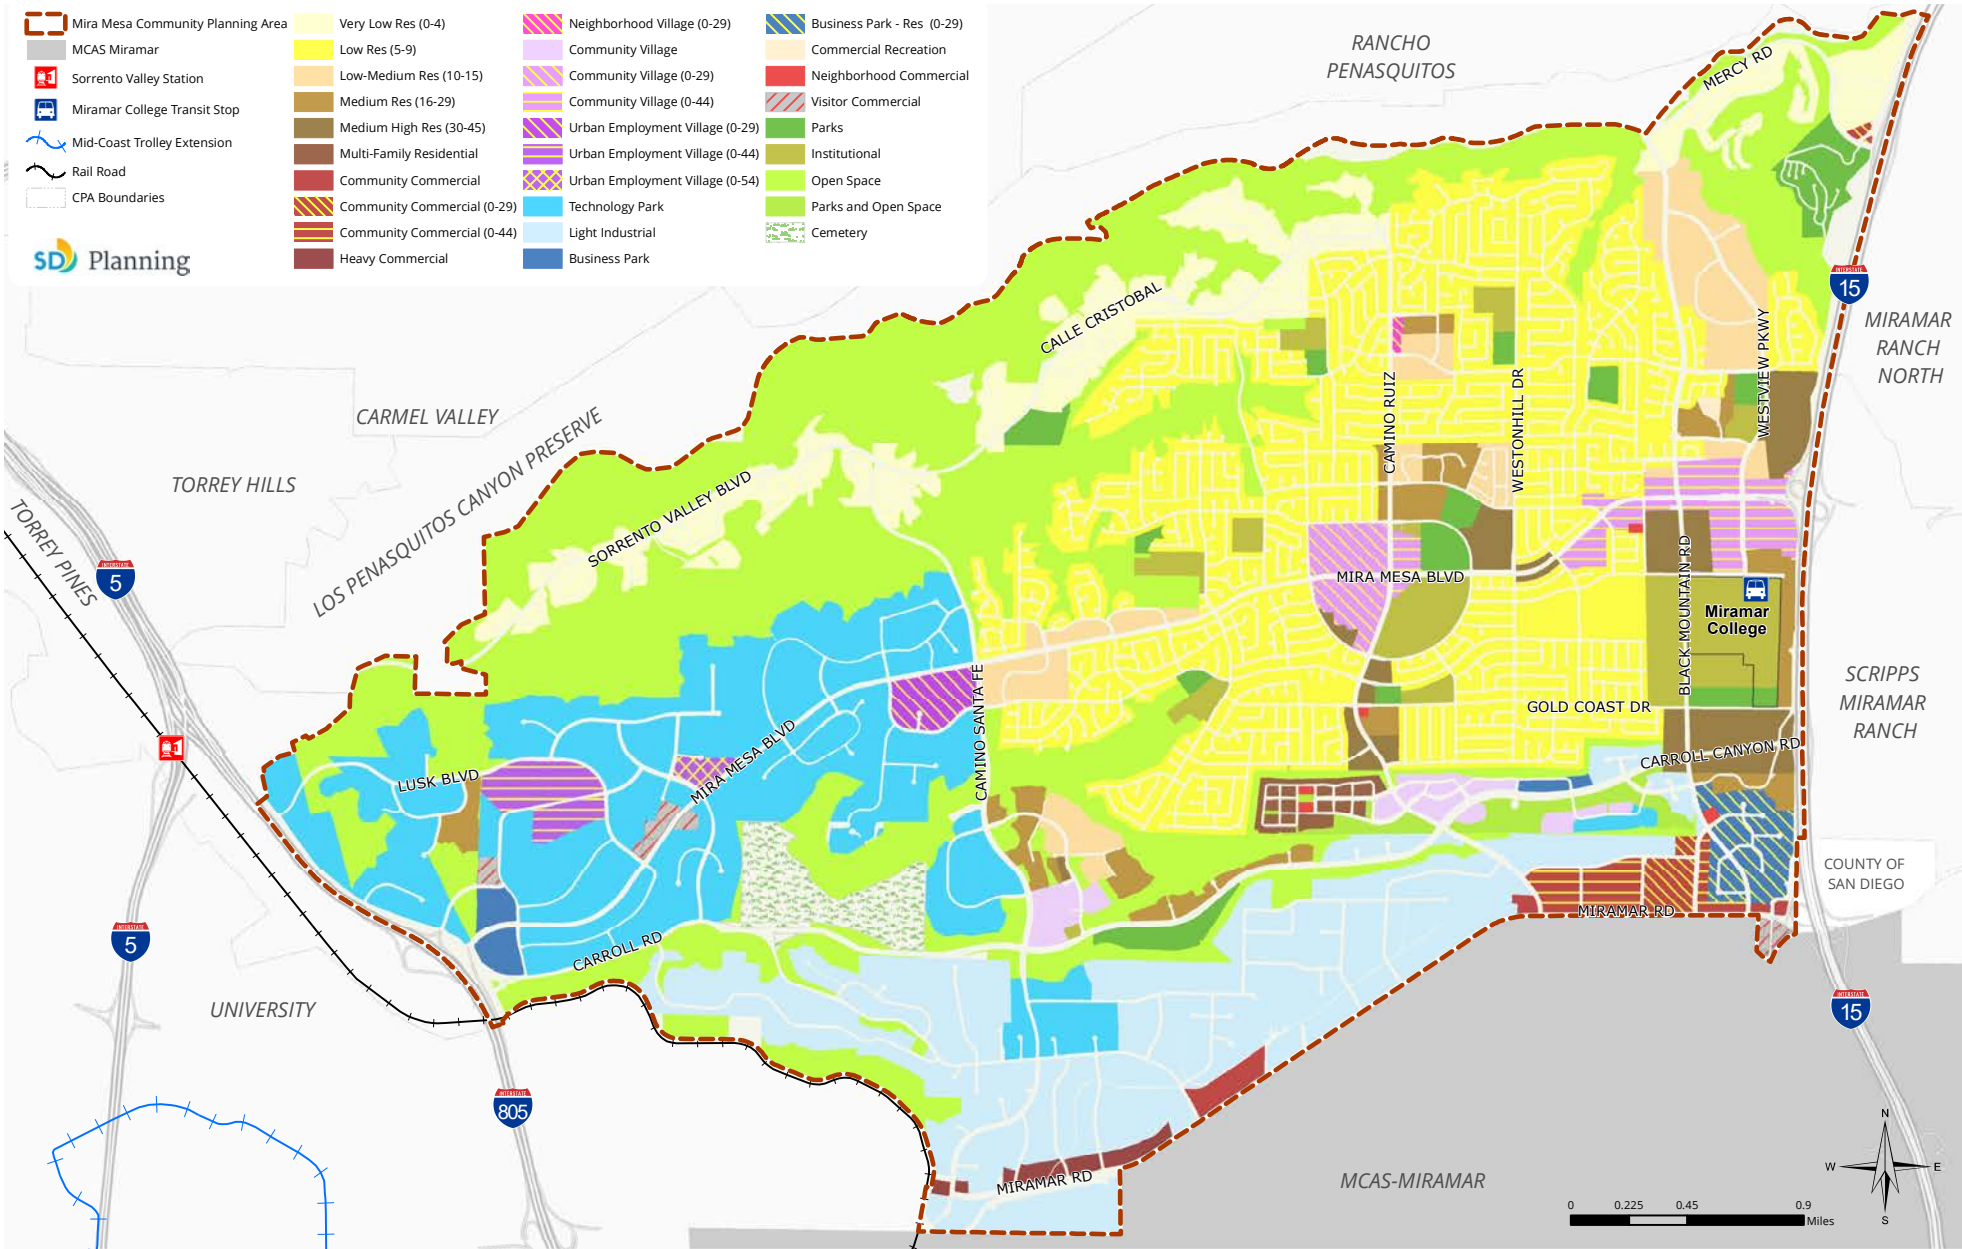 Mira Mesa Community Planning Area
MCAS Miramar
Sorrento Valley Station
Miramar College Transit Stop
Mid-Coast Trolley Extension
Rail Road
CPA Boundaries
SD Planning
Very Low Res (0-4)
Low Res (5-9)
Low-Medium Res (10-15)
Medium Res (16-29)
Medium High Res (30-45)
Multi-Family Residential
Community Commercial
Community Commercial (0-29)
Community Commercial (0-44)
Heavy Commercial
Neighborhood Village (0-29)
Community Village
Community Village (0-29)
Community Village (0-44)
Urban Employment Village (0-29)
Urban Employment Village (0-44)
Urban Employment Village (0-54)
Technology Park
Light Industrial
Business Park
Business Park - Res (0-29)
Commercial Recreation
Neighborhood Commercial
Visitor Commercial
Parks
Institutional
Open Space
Parks and Open Space
Cemetery
RANCHO
PENASQUITOS
MERCY RD
INTERSTATE
15
MIRAMAR
RANCH
NORTH
CALLE CRISTOBAL
WESTVIEW PKWY
CAMINO RUIZ
WESTONHILL DR
CARMEL VALLEY
LOS PENASQUITOS CANYON PRESERVE
TORREY HILLS
SORRENTO VALLEY BLVD
TORREY PINES
INTERSTATE
5
MIRA MESA BLVD
BLACK MOUNTAIN RD
Miramar
College
SCRIPPS
MIRAMAR
RANCH
CAMINO SANTA FE
GOLD COAST DR
CARROLL CANYON RD
LUSK BLVD
MIRA MESA BLVD
COUNTY OF
SAN DIEGO
MIRAMAR RD
INTERSTATE
5
CARROLL RD
UNIVERSITY
INTERSTATE
15
INTERSTATE
805
MIRAMAR RD
MCAS-MIRAMAR
N
W E
S
0 0.225 0.45 0.9
Miles